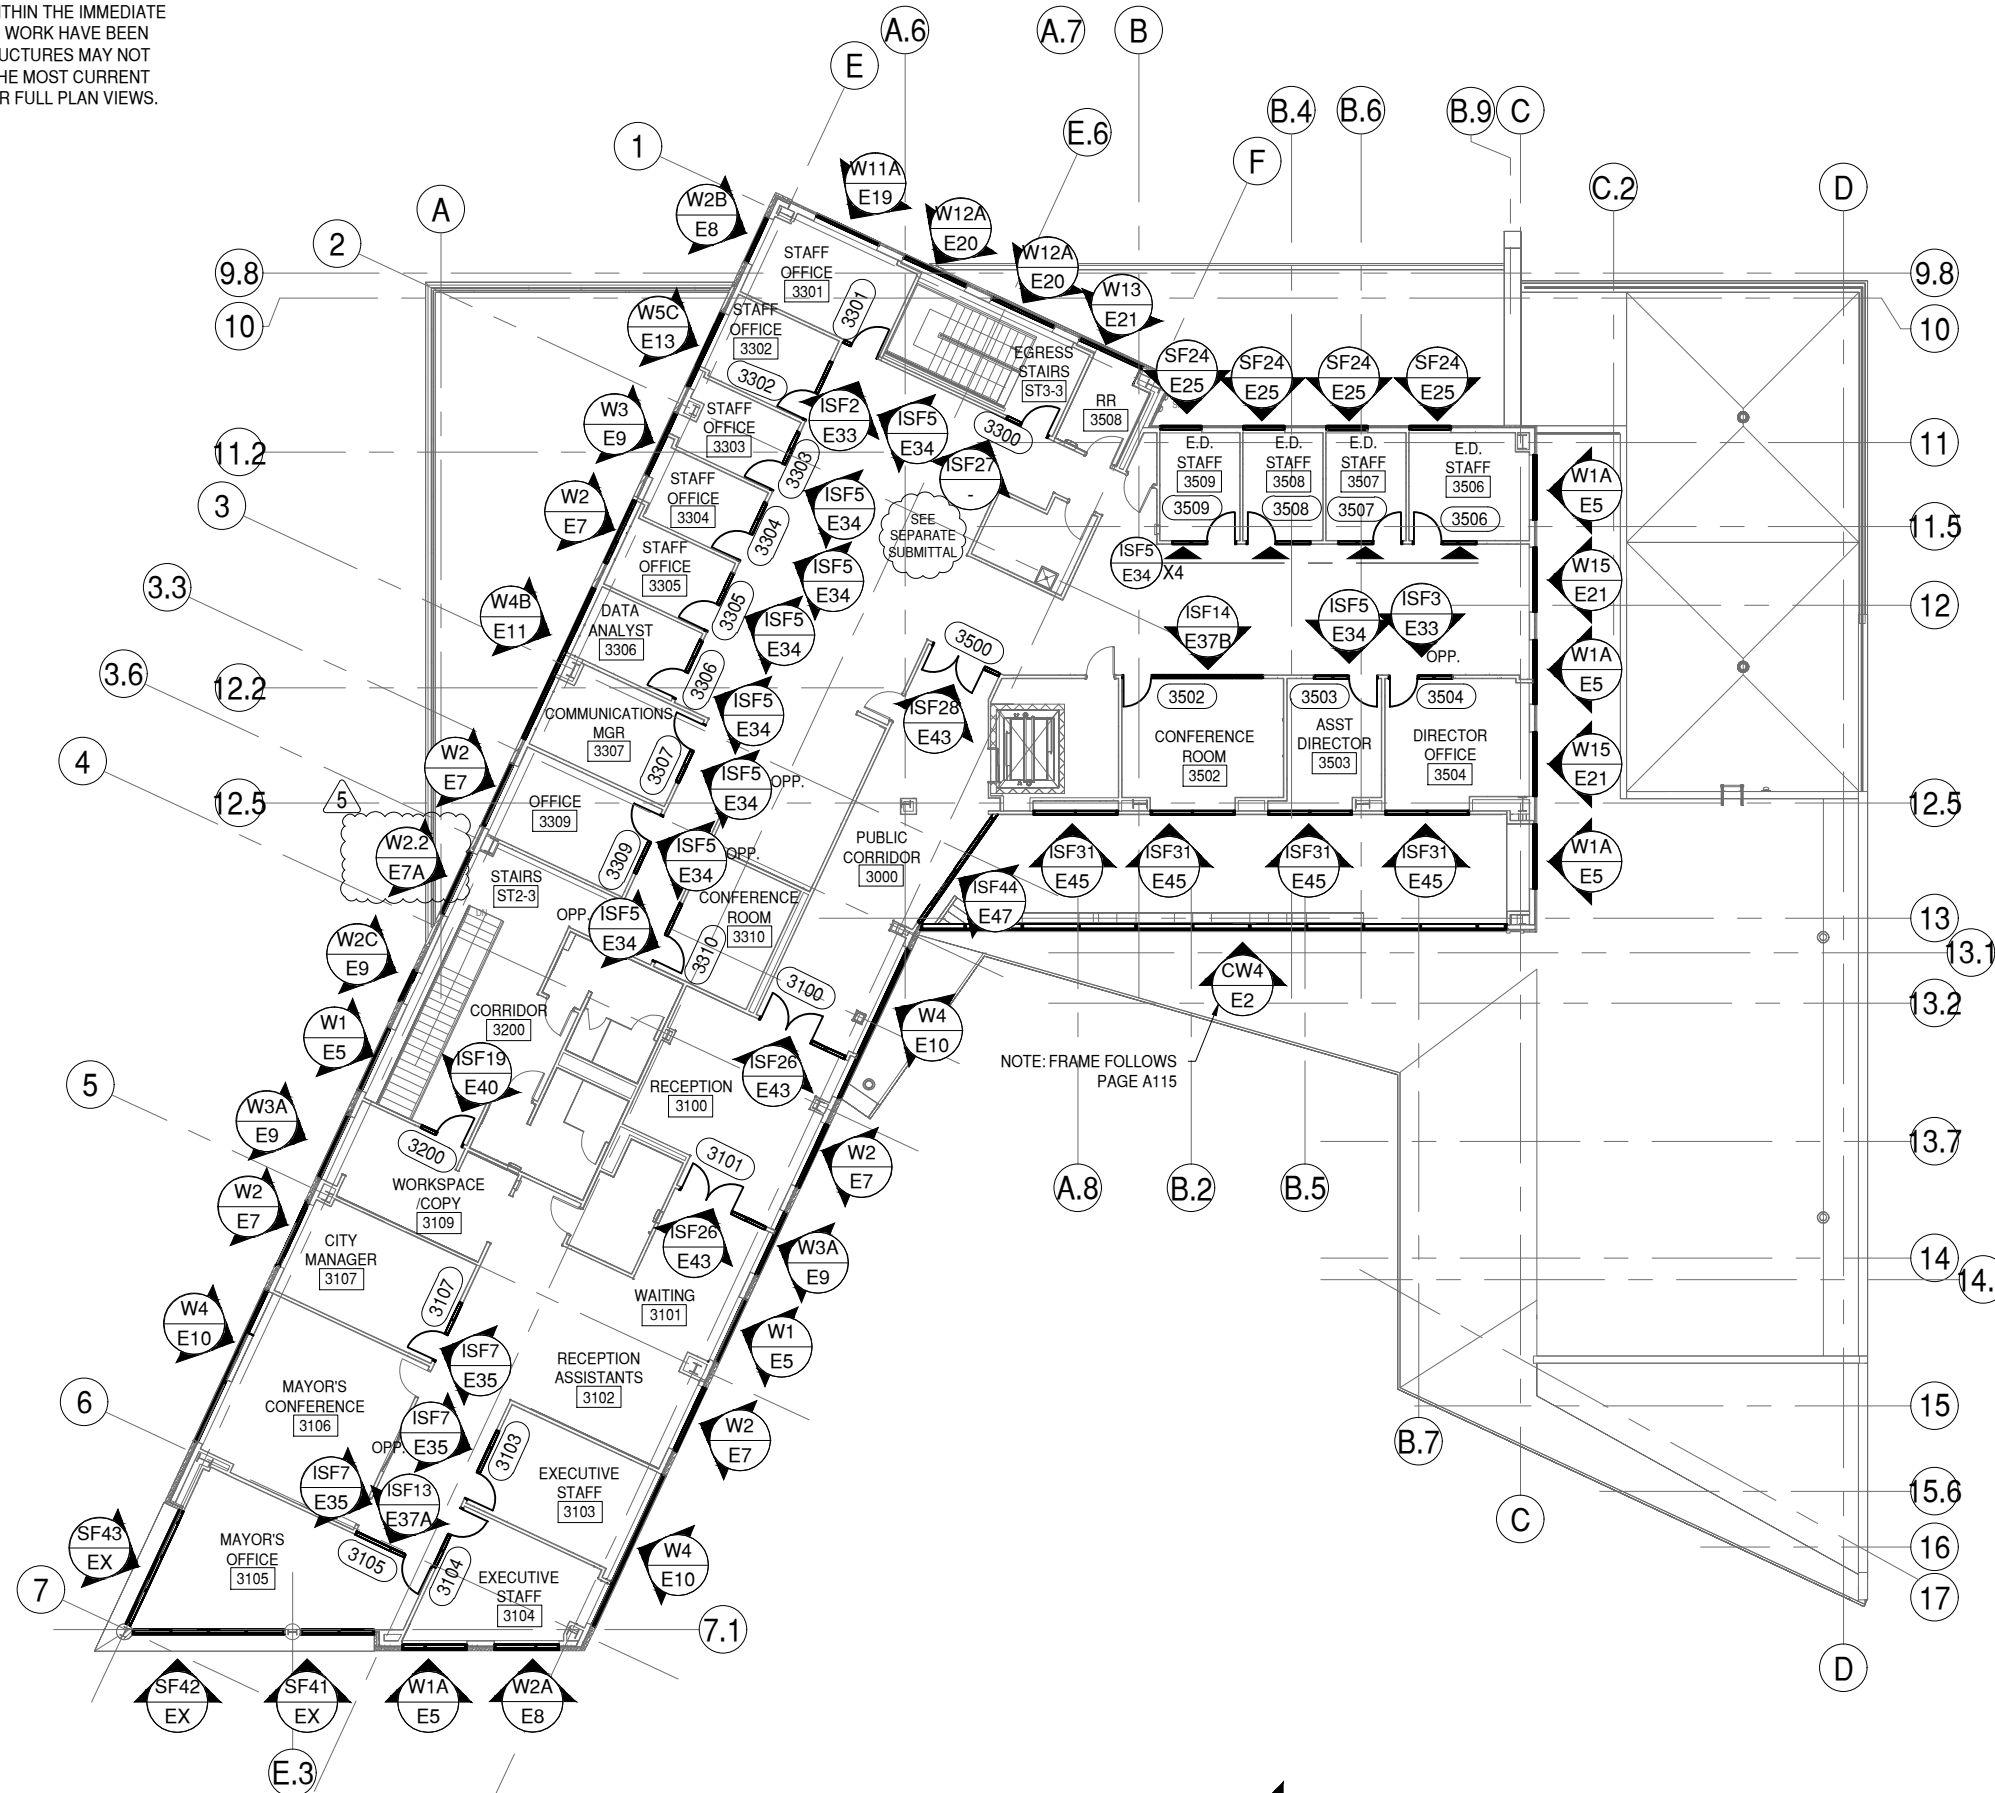 ITHIN THE IMMEDIATE
WORK HAVE BEEN
UCTURES MAY NOT
HE MOST CURRENT
R FULL PLAN VIEWS.
A.6
A.7
B
E
B.4
B.6
B.9
C
E.6
F
1
C.2
D
A
2
9.8
10
11.2
3
3.3
3.6
12.2
4
12.5
5
6
7
9.8
10
11
11.5
12
12.5
13
13.1
13.2
13.7
14
14.
15
15.6
16
17
D
C
B.7
B.5
B.2
A.8
7.1
E.3
W2B
E8
W11A
E19
W12A
E20
W12A
E20
W13
E21
W5C
E13
W3
E9
W2
E7
W4B
E11
W2
E7
5
W2.2
E7A
W2C
E9
W1
E5
W3A
E9
W2
E7
W4
E10
SF43
EX
SF42
EX
SF41
EX
W1A
E5
W2A
E8
STAFF
OFFICE
3301
3301
STAFF
OFFICE
3302
3302
STAFF
OFFICE
3303
3303
STAFF
OFFICE
3304
3304
STAFF
OFFICE
3305
3305
DATA
ANALYST
3306
3306
COMMUNICATIONS
MGR
3307
3307
OFFICE
3309
3309
STAIRS
ST2-3
DN
EGRESS
STAIRS
ST3-3
3300
RR
3508
ISF2
E33
ISF5
E34
ISF27
-
SEE
SEPARATE
SUBMITTAL
ISF5
E34
ISF5
E34
ISF5
E34
ISF5
E34
ISF5
E34
OPP.
ISF5
E34
OPP.
ISF5
E34
OPP.
SF24
E25
SF24
E25
SF24
E25
SF24
E25
E.D.
STAFF
3509
3509
E.D.
STAFF
3508
3508
E.D.
STAFF
3507
3507
E.D.
STAFF
3506
3506
ISF5
E34
X4
ISF14
E37B
ISF5
E34
ISF3
E33
OPP.
W1A
E5
W15
E21
W1A
E5
W15
E21
W1A
E5
3500
ISF28
E43
3502
CONFERENCE
ROOM
3502
3503
ASST
DIRECTOR
3503
3504
DIRECTOR
OFFICE
3504
PUBLIC
CORRIDOR
3000
CONFERENCE
ROOM
3310
3310
ISF31
E45
ISF31
E45
ISF31
E45
ISF31
E45
ISF44
E47
CW4
E2
NOTE: FRAME FOLLOWS
PAGE A115
3100
W4
E10
CORRIDOR
3200
ISF19
E40
3200
ISF26
E43
RECEPTION
3100
3101
W2
E7
WORKSPACE
/COPY
3109
ISF26
E43
W3A
E9
CITY
MANAGER
3107
3107
WAITING
3101
W1
E5
ISF7
E35
RECEPTION
ASSISTANTS
3102
MAYOR'S
CONFERENCE
3106
ISF7
E35
OPP.
W2
E7
3103
EXECUTIVE
STAFF
3103
ISF7
E35
ISF13
E37A
MAYOR'S
OFFICE
3105
3105
3104
EXECUTIVE
STAFF
3104
W4
E10